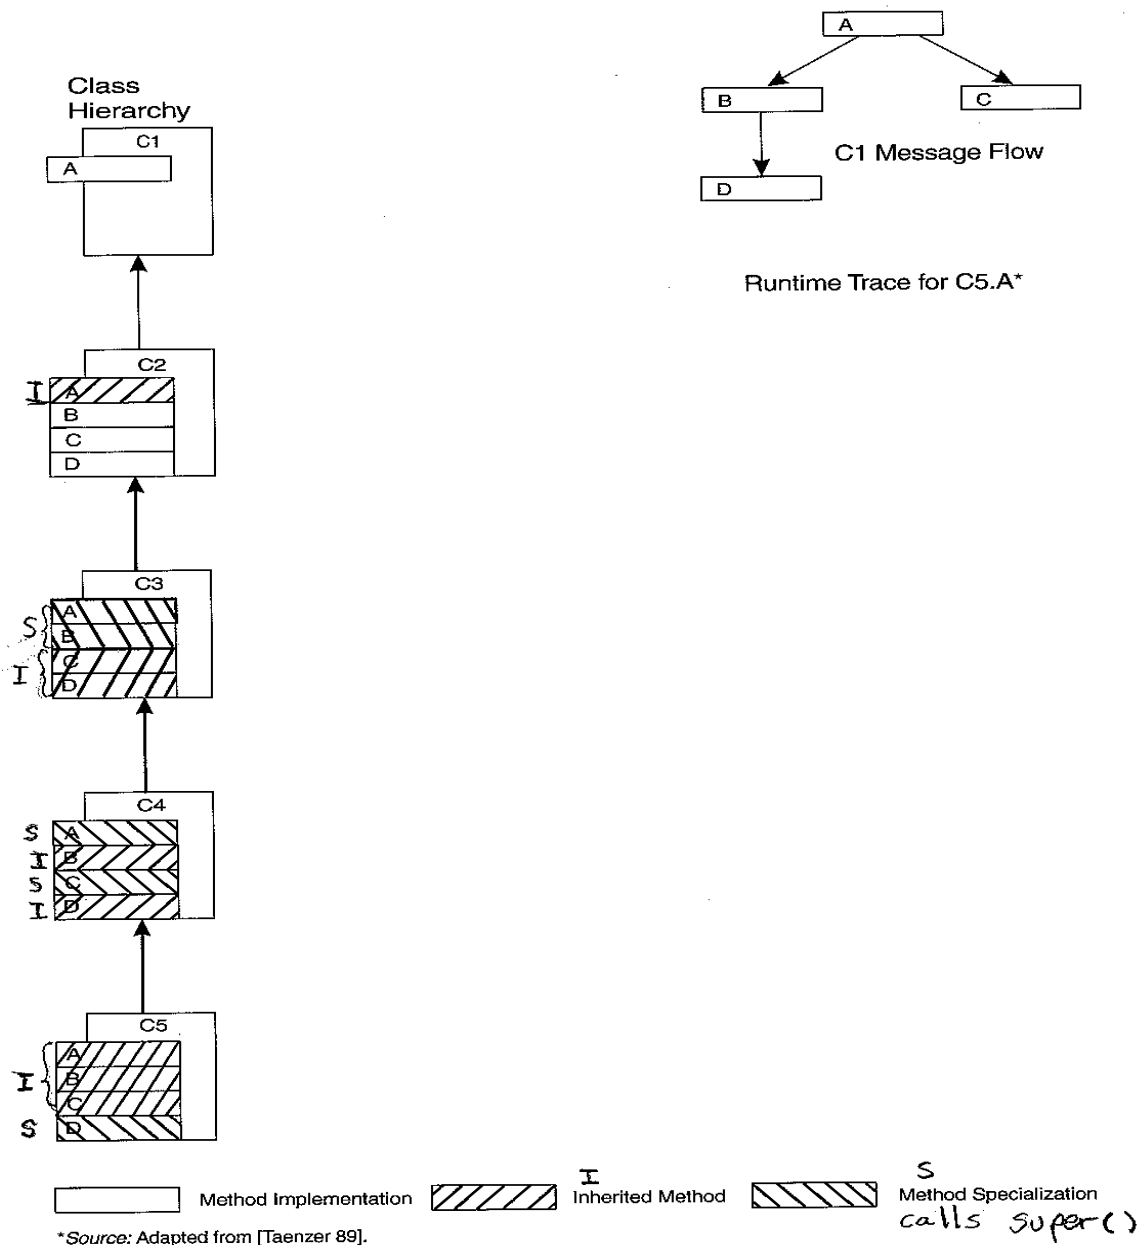 Class
Hierarchy
C1
A
C2
I
A
B
C
D
C3
S
A
B
I
C
D
C4
S
A
I
B
S
C
I
D
C5
I
A
B
C
S
D
A
B
C
C1 Message Flow
D
Runtime Trace for C5.A*
Method Implementation
I
Inherited Method
S
Method Specialization
calls super()
*Source: Adapted from [Taenzer 89].